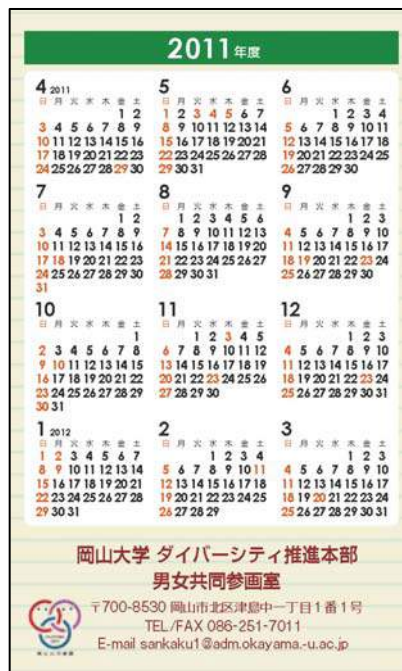 2011年度
4 2011
日 月 火 水 木 金 土
1 2
3 4 5 6 7 8 9
10 11 12 13 14 15 16
17 18 19 20 21 22 23
24 25 26 27 28 29 30
5
日 月 火 水 木 金 土
1 2 3 4 5 6 7
8 9 10 11 12 13 14
15 16 17 18 19 20 21
22 23 24 25 26 27 28
29 30 31
6
日 月 火 水 木 金 土
1 2 3 4
5 6 7 8 9 10 11
12 13 14 15 16 17 18
19 20 21 22 23 24 25
26 27 28 29 30
7
日 月 火 水 木 金 土
1 2
3 4 5 6 7 8 9
10 11 12 13 14 15 16
17 18 19 20 21 22 23
24 25 26 27 28 29 30
31
8
日 月 火 水 木 金 土
1 2 3 4 5 6
7 8 9 10 11 12 13
14 15 16 17 18 19 20
21 22 23 24 25 26 27
28 29 30 31
9
日 月 火 水 木 金 土
1 2 3
4 5 6 7 8 9 10
11 12 13 14 15 16 17
18 19 20 21 22 23 24
25 26 27 28 29 30
10
日 月 火 水 木 金 土
1
2 3 4 5 6 7 8
9 10 11 12 13 14 15
16 17 18 19 20 21 22
23 24 25 26 27 28 29
30 31
11
日 月 火 水 木 金 土
1 2 3 4 5
6 7 8 9 10 11 12
13 14 15 16 17 18 19
20 21 22 23 24 25 26
27 28 29 30
12
日 月 火 水 木 金 土
1 2 3
4 5 6 7 8 9 10
11 12 13 14 15 16 17
18 19 20 21 22 23 24
25 26 27 28 29 30 31
1 2012
日 月 火 水 木 金 土
1 2 3 4 5 6 7
8 9 10 11 12 13 14
15 16 17 18 19 20 21
22 23 24 25 26 27 28
29 30 31
2
日 月 火 水 木 金 土
1 2 3 4
5 6 7 8 9 10 11
12 13 14 15 16 17 18
19 20 21 22 23 24 25
26 27 28 29
3
日 月 火 水 木 金 土
1 2 3
4 5 6 7 8 9 10
11 12 13 14 15 16 17
18 19 20 21 22 23 24
25 26 27 28 29 30 31
岡山大学 ダイバーシティ推進本部
男女共同参画室
〒700-8530 岡山市北区津島中一丁目1番1号
TEL/FAX 086-251-7011
E-mail sankaku1@adm.okayama.-u.ac.jp